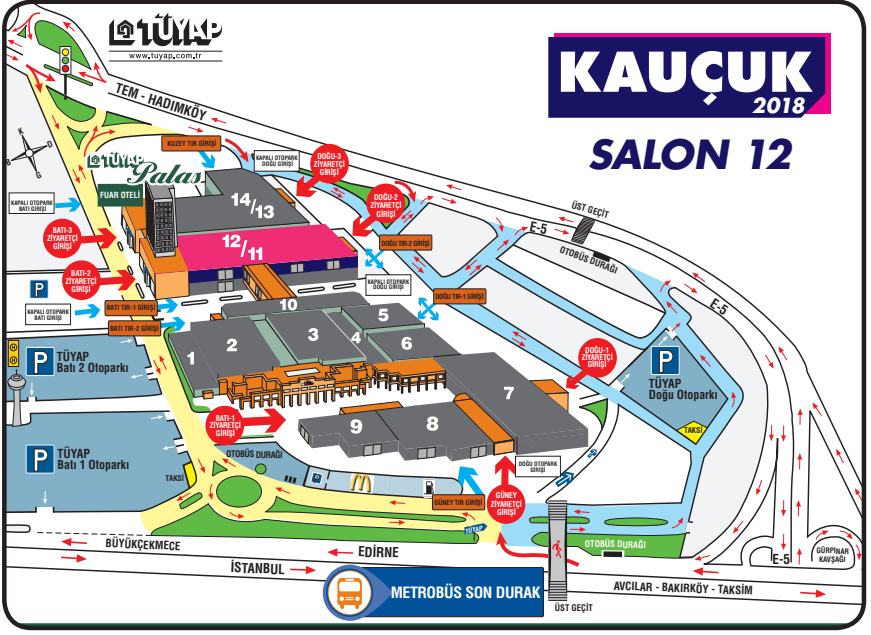 TÜYAP
www.tuyap.com.tr
KAUÇUK
2018
SALON 12
TEM - HADIMKÖY
K
B
TÜYAP
Palas
FUAR OTELİ
KUZEY TIR GİRİŞİ
KAPALI OTOPARK
DOĞU GİRİŞİ
DOĞU-3
ZİYARETÇİ
GİRİŞİ
KAPALI OTOPARK
BATI GİRİŞİ
14/13
DOĞU-2
ZİYARETÇİ
GİRİŞİ
ÜST GEÇİT
E-5
OTOBÜS DURAĞI
BATI-3
ZİYARETÇİ
GİRİŞİ
12/11
DOĞU TIR-2 GİRİŞİ
BATI-2
ZİYARETÇİ
GİRİŞİ
P
KAPALI OTOPARK
DOĞU GİRİŞİ
DOĞU TIR-1 GİRİŞİ
E-5
KAPALI OTOPARK
BATI GİRİŞİ
BATI TIR-1 GİRİŞİ
BATI TIR-2 GİRİŞİ
10
5
3
4
6
2
1
7
P
TÜYAP
Batı 2 Otoparkı
DOĞU-1
ZİYARETÇİ
GİRİŞİ
P
TÜYAP
Doğu Otoparkı
TAKSİ
BATI-1
ZİYARETÇİ
GİRİŞİ
9
8
P
TÜYAP
Batı 1 Otoparkı
TAKSİ
OTOBÜS DURAĞI
P
DOĞU OTOPARK
GİRİŞİ
GÜNEY TIR GİRİŞİ
GÜNEY
ZİYARETÇİ
GİRİŞİ
TÜYAP
OTOBÜS DURAĞI
E-5
GÜRPINAR
KAVŞAĞI
BÜYÜKÇEKMECE
EDİRNE
İSTANBUL
METROBÜS SON DURAK
ÜST GEÇİT
AVCILAR - BAKIRKÖY - TAKSİM